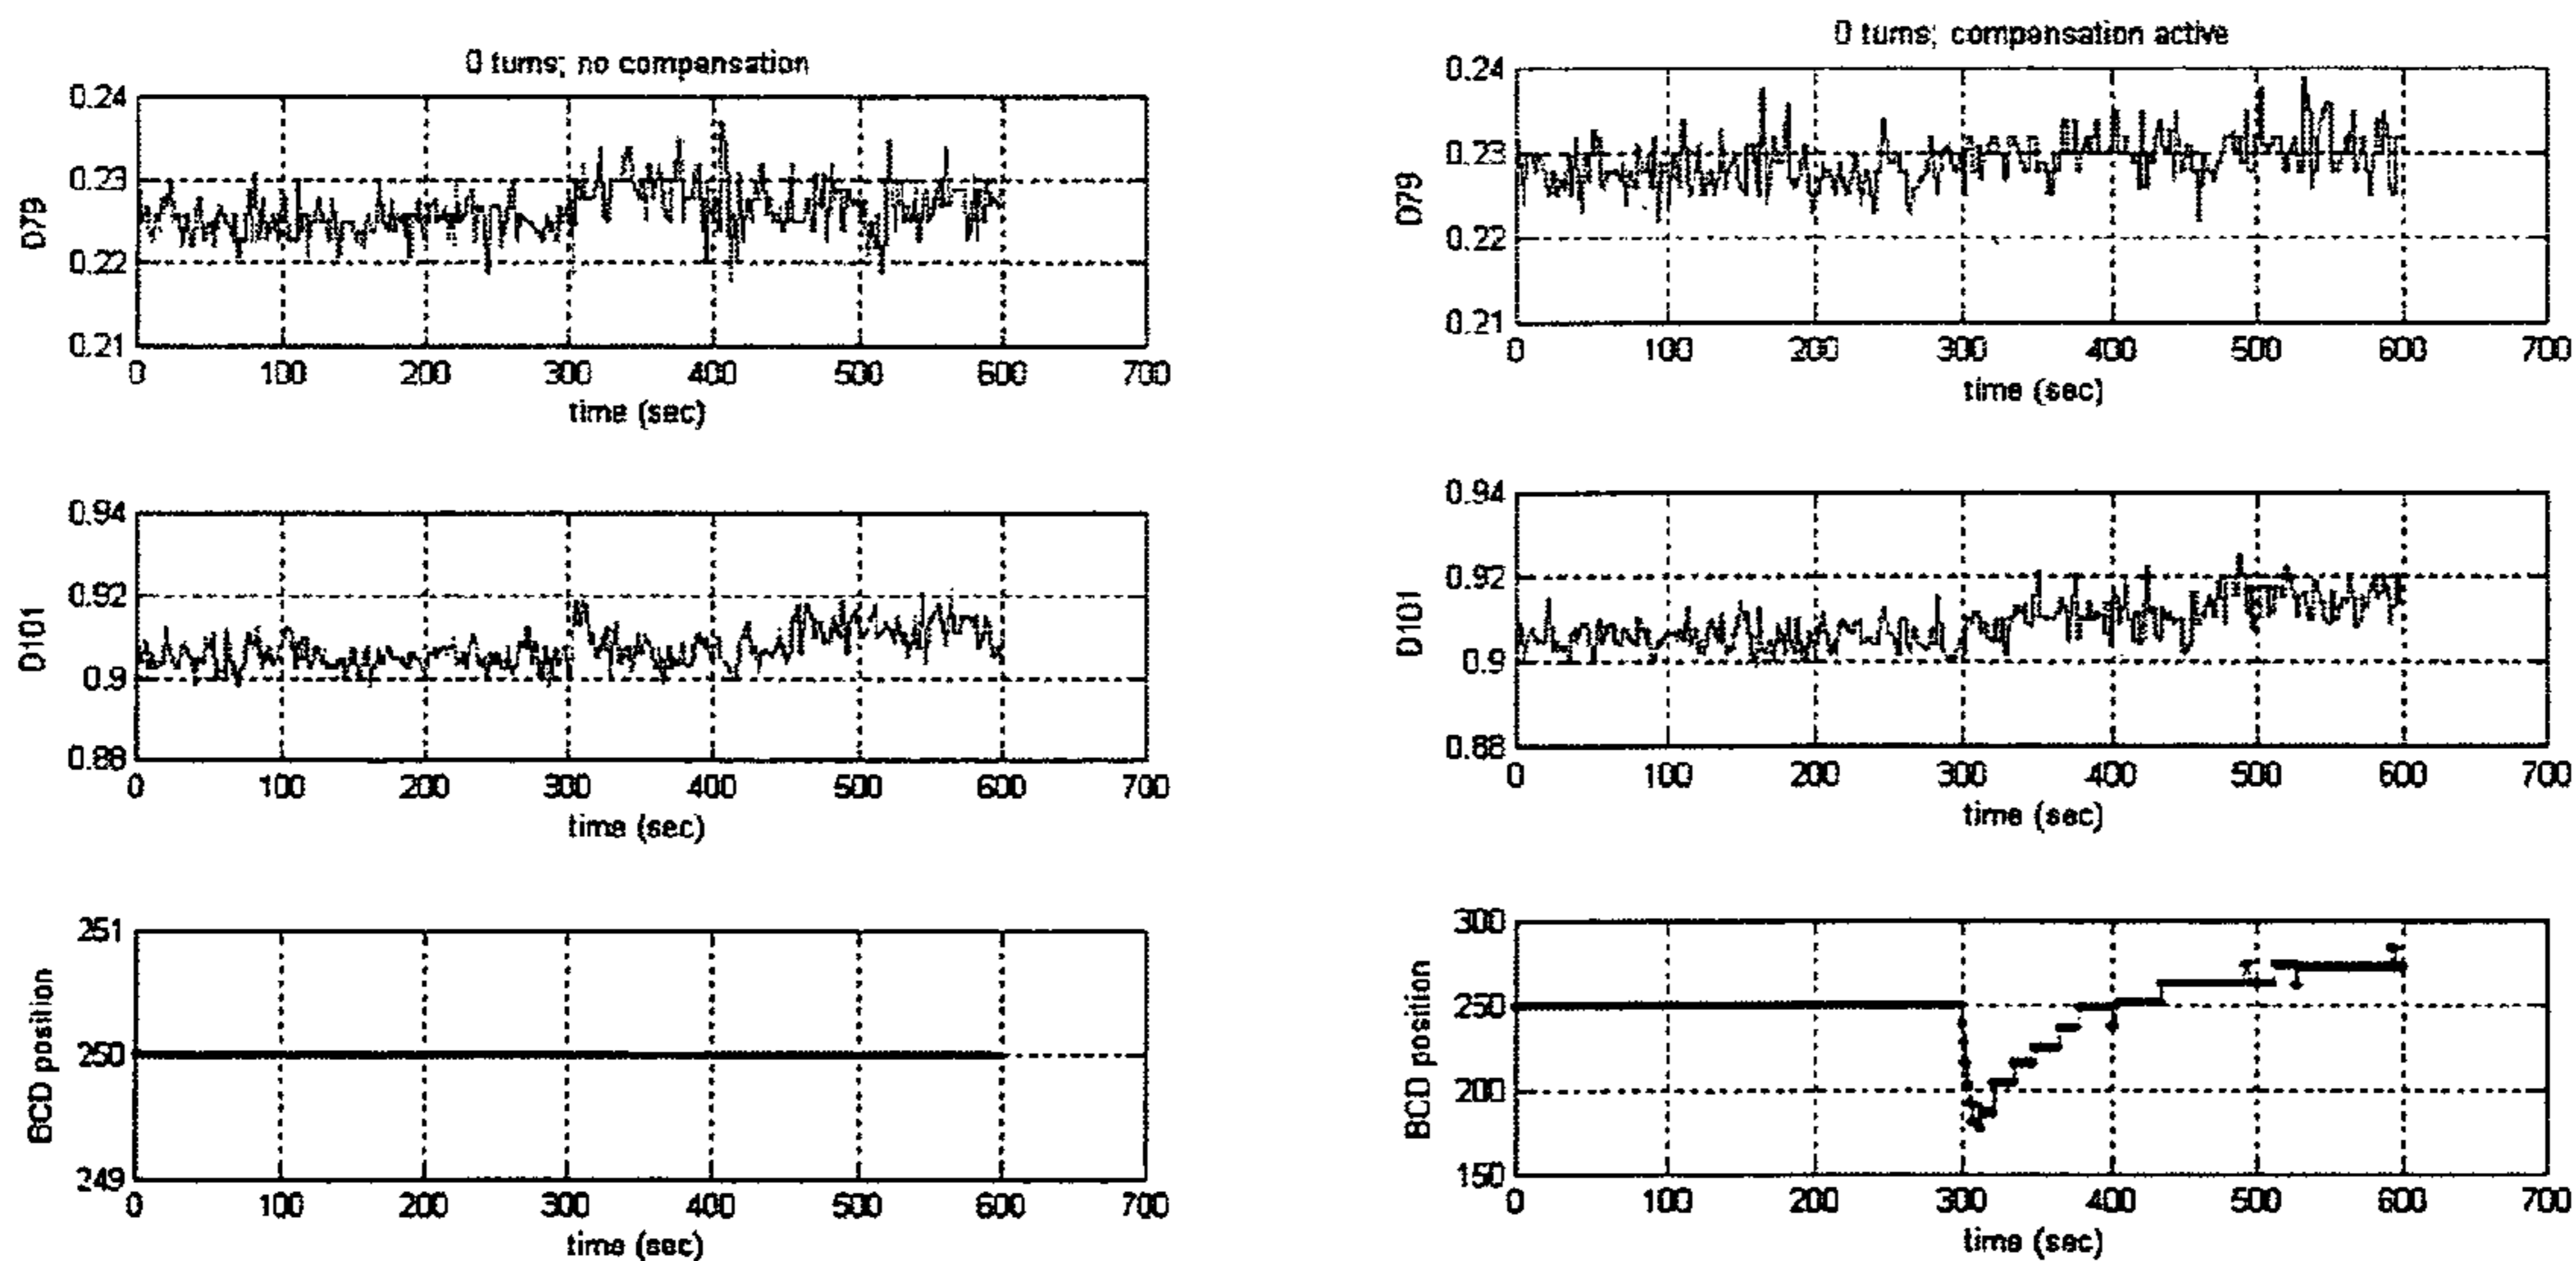 0 turns; no compensation
0.24
0.23
0.22
0.21
D79
0 100 200 300 400 500 600 700
time (sec)
0.94
0.92
0.9
0.88
D101
0 100 200 300 400 500 600 700
time (sec)
251
250
249
BCD position
0 100 200 300 400 500 600 700
time (sec)
0 turns; compensation active
0.24
0.23
0.22
0.21
D79
0 100 200 300 400 500 600 700
time (sec)
0.94
0.92
0.9
0.88
D101
0 100 200 300 400 500 600 700
time (sec)
300
250
200
150
BCD position
0 100 200 300 400 500 600 700
time (sec)